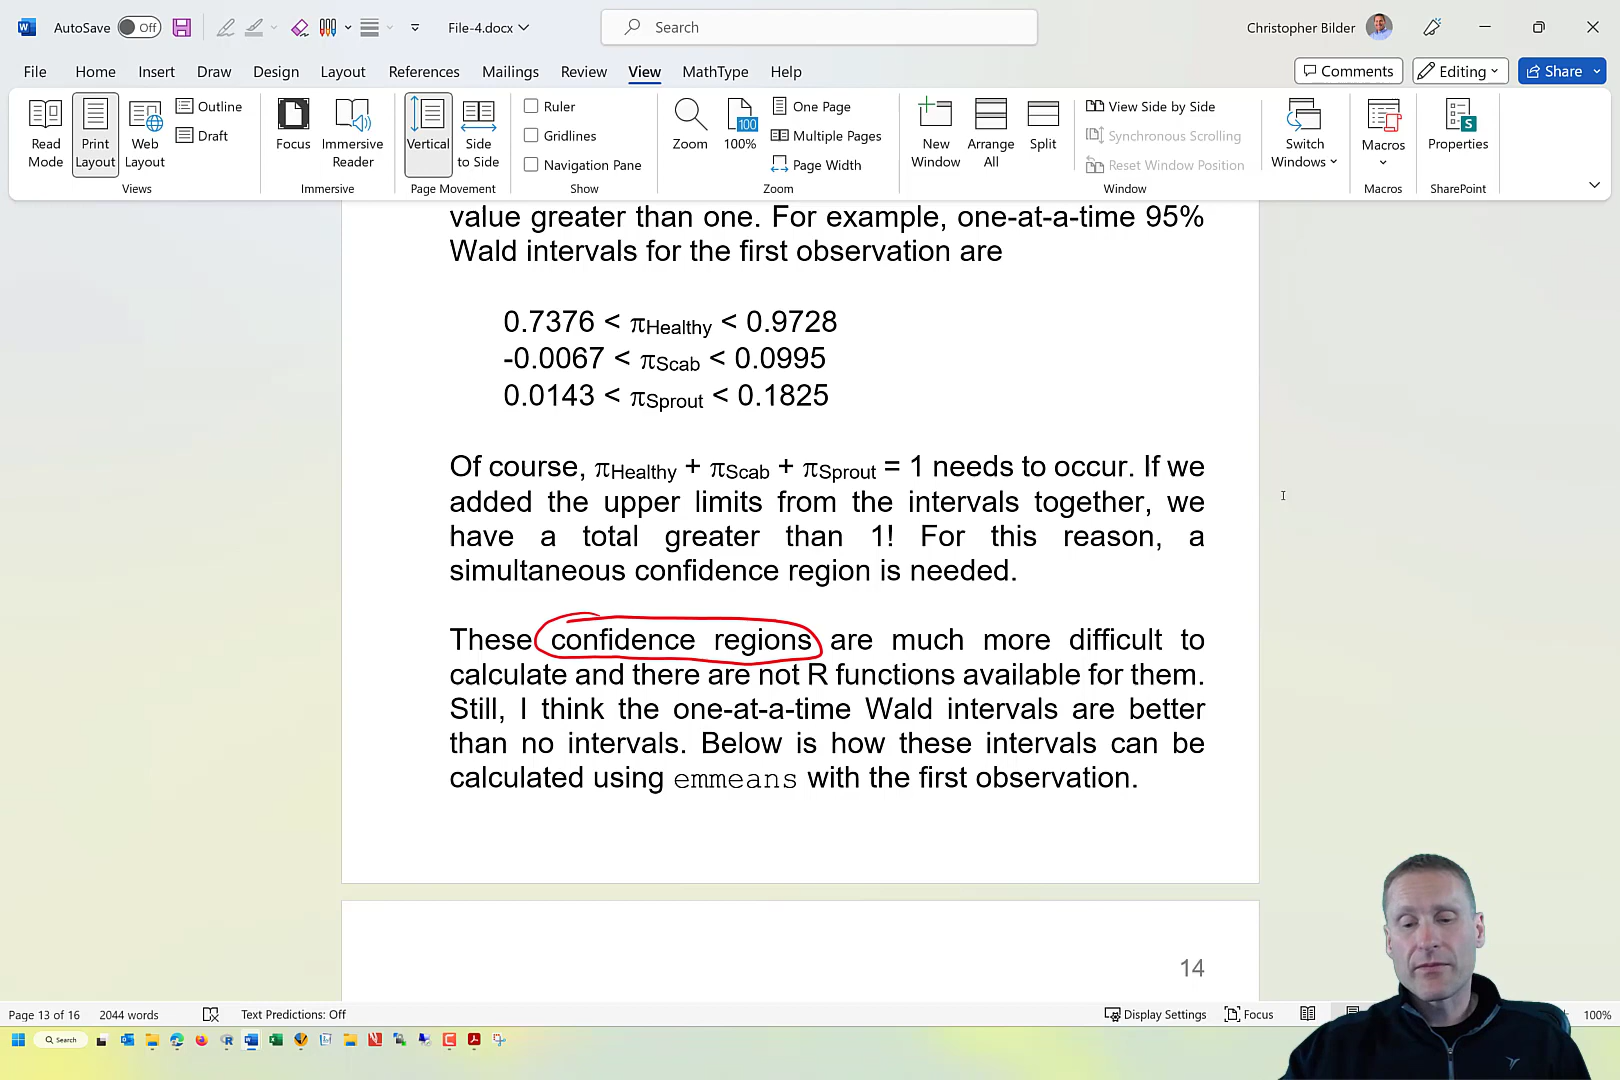 AutoSave Off File-4.docx Search Christopher Bilder
File Home Insert Draw Design Layout References Mailings Review View MathType Help Comments Editing Share
Read Mode Print Layout Web Layout Outline Draft Focus Immersive Reader Vertical Side to Side Ruler Gridlines Navigation Pane Zoom 100 100% One Page Multiple Pages Page Width New Window Arrange All Split View Side by Side Synchronous Scrolling Reset Window Position Switch Windows Macros Properties
Views Immersive Page Movement Show Zoom Window Macros SharePoint
value greater than one. For example, one-at-a-time 95%
Wald intervals for the first observation are
0.7376 < πHealthy < 0.9728
-0.0067 < πScab < 0.0995
0.0143 < πSprout < 0.1825
Of course, πHealthy + πScab + πSprout = 1 needs to occur. If we
added the upper limits from the intervals together, we
have a total greater than 1! For this reason, a
simultaneous confidence region is needed.
These confidence regions are much more difficult to
calculate and there are not R functions available for them.
Still, I think the one-at-a-time Wald intervals are better
than no intervals. Below is how these intervals can be
calculated using emmeans with the first observation.
14
Page 13 of 16 2044 words Text Predictions: Off Display Settings Focus 100%
Search